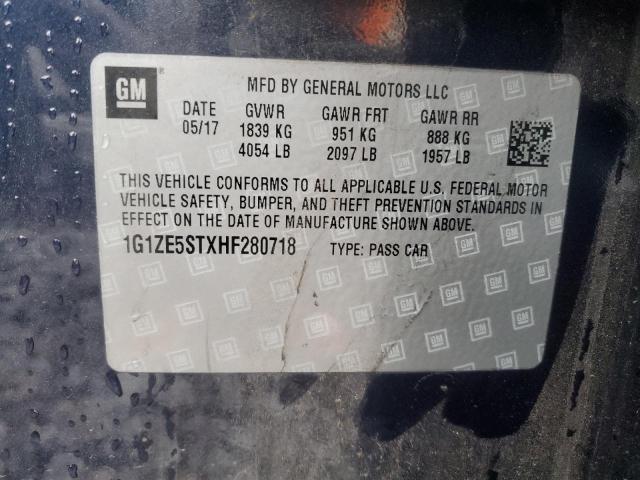 GM
MFD BY GENERAL MOTORS LLC
DATE GVWR GAWR FRT GAWR RR
05/17 1839 KG 951 KG 888 KG
4054 LB 2097 LB 1957 LB
THIS VEHICLE CONFORMS TO ALL APPLICABLE U.S. FEDERAL MOTOR
VEHICLE SAFETY, BUMPER, AND THEFT PREVENTION STANDARDS IN
EFFECT ON THE DATE OF MANUFACTURE SHOWN ABOVE.
1G1ZE5STXHF280718 TYPE: PASS CAR